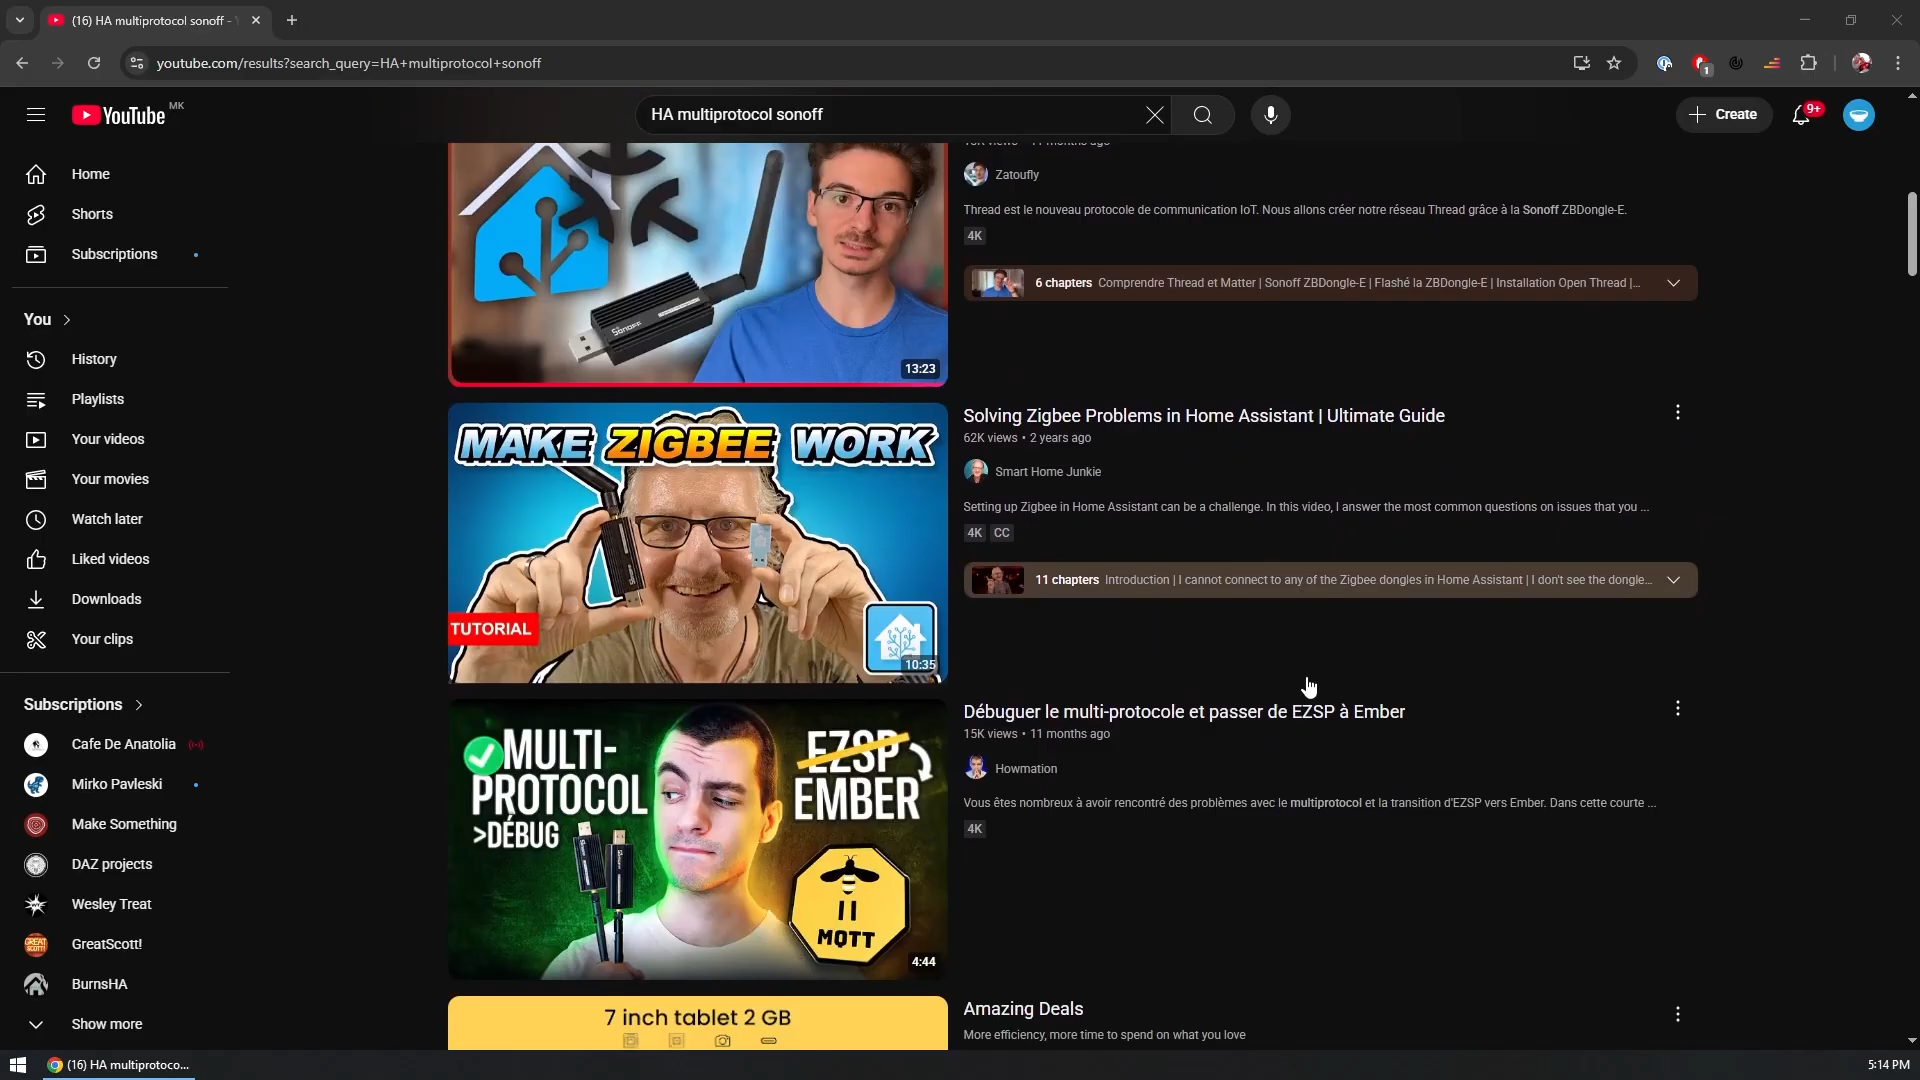 (16) HA multiprotocol sonoff -
youtube.com/results?search_query=HA+multiprotocol+sonoff
1
YouTube MK
HA multiprotocol sonoff
Create
9+
Home
Shorts
Subscriptions
You
History
Playlists
Your videos
Your movies
Watch later
Liked videos
Downloads
Your clips
Subscriptions
Cafe De Anatolia
Mirko Pavleski
Make Something
DAZ projects
Wesley Treat
GreatScott!
BurnsHA
Show more
SONOFF
13:23
Zatoufly
Thread est le nouveau protocole de communication IoT. Nous allons créer notre réseau Thread grâce à la Sonoff ZBDongle-E.
4K
6 chapters Comprendre Thread et Matter | Sonoff ZBDongle-E | Flashé la ZBDongle-E | Installation Open Thread |...
MAKE ZIGBEE WORK
TUTORIAL
10:35
Solving Zigbee Problems in Home Assistant | Ultimate Guide
62K views • 2 years ago
Smart Home Junkie
Setting up Zigbee in Home Assistant can be a challenge. In this video, I answer the most common questions on issues that you ...
4K CC
11 chapters Introduction | I cannot connect to any of the Zigbee dongles in Home Assistant | I don't see the dongle...
MULTI-
PROTOCOL
>DÉBUG
EZSP
EMBER
MQTT
4:44
Débuguer le multi-protocole et passer de EZSP à Ember
15K views • 11 months ago
Howmation
Vous êtes nombreux à avoir rencontré des problèmes avec le multiprotocol et la transition d'EZSP vers Ember. Dans cette courte ...
4K
7 inch tablet 2 GB
Amazing Deals
More efficiency, more time to spend on what you love
(16) HA multiprotoco...
5:14 PM